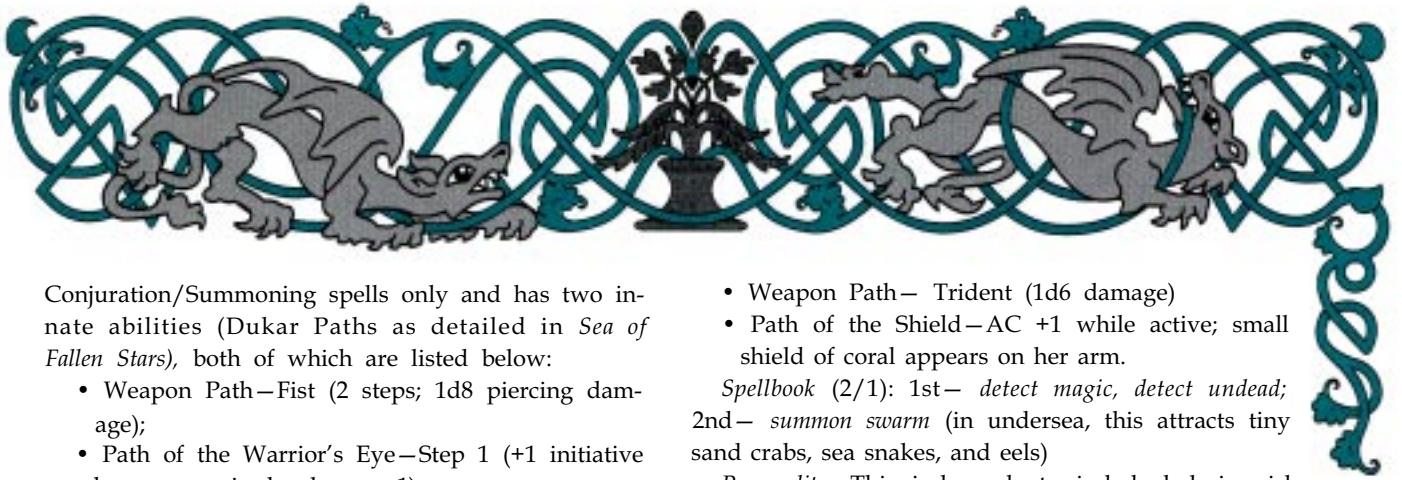 Conjuration/Summoning spells only and has two in-
nate abilities (Dukar Paths as detailed in Sea of
Fallen Stars), both of which are listed below:
• Weapon Path—Fist (2 steps; 1d8 piercing dam-
age);
• Path of the Warrior's Eye—Step 1 (+1 initiative
• Weapon Path— Trident (1d6 damage)
• Path of the Shield—AC +1 while active; small
shield of coral appears on her arm.
Spellbook (2/1): 1st— detect magic, detect undead;
2nd— summon swarm (in undersea, this attracts tiny
sand crabs, sea snakes, and eels)